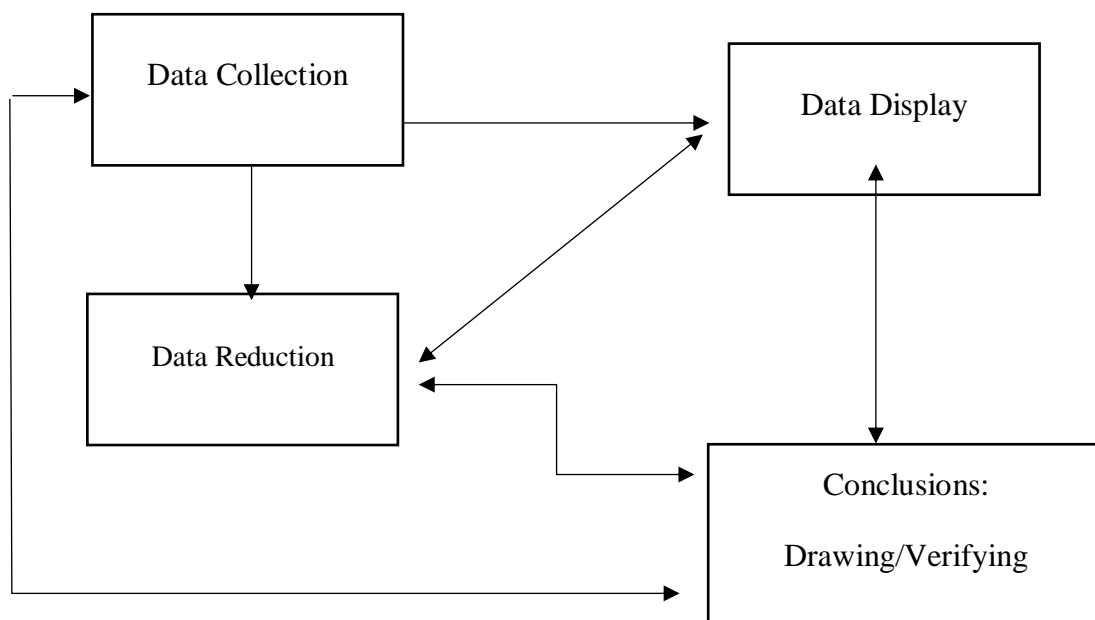 Data Collection
Data Display
Data Reduction
Conclusions:
Drawing/Verifying